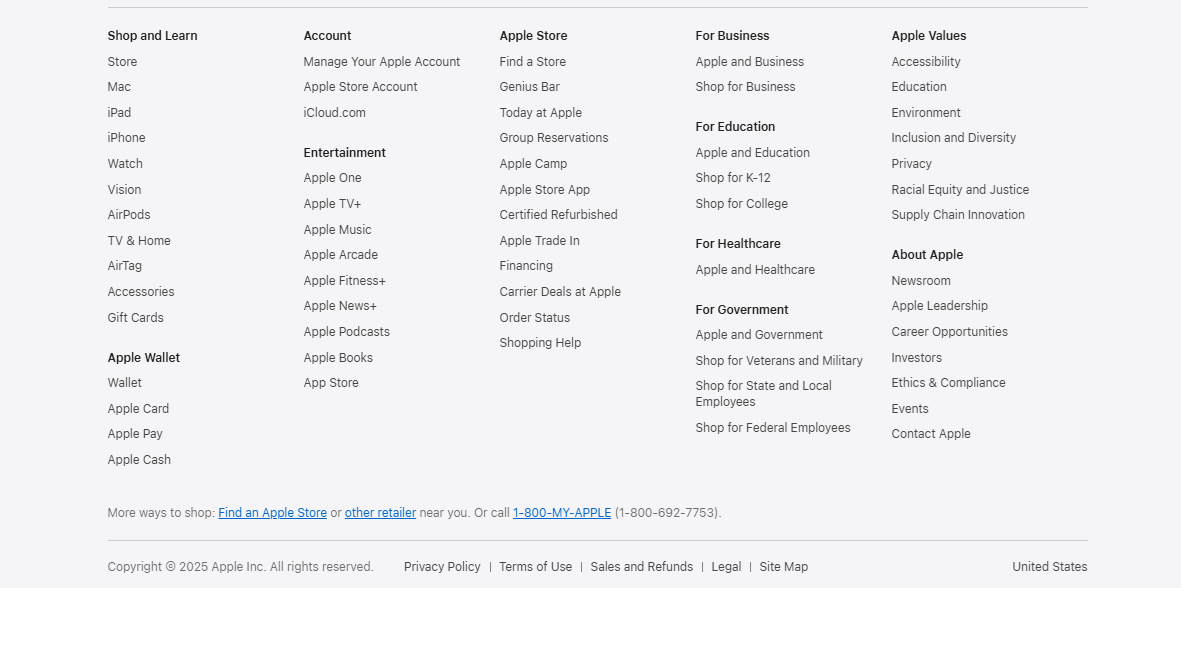 Shop and Learn
Store
Mac
iPad
iPhone
Watch
Vision
AirPods
TV & Home
AirTag
Accessories
Gift Cards
Apple Wallet
Wallet
Apple Card
Apple Pay
Apple Cash
Account
Manage Your Apple Account
Apple Store Account
iCloud.com
Entertainment
Apple One
Apple TV+
Apple Music
Apple Arcade
Apple Fitness+
Apple News+
Apple Podcasts
Apple Books
App Store
Apple Store
Find a Store
Genius Bar
Today at Apple
Group Reservations
Apple Camp
Apple Store App
Certified Refurbished
Apple Trade In
Financing
Carrier Deals at Apple
Order Status
Shopping Help
For Business
Apple and Business
Shop for Business
For Education
Apple and Education
Shop for K-12
Shop for College
For Healthcare
Apple and Healthcare
For Government
Apple and Government
Shop for Veterans and Military
Shop for State and Local
Employees
Shop for Federal Employees
Apple Values
Accessibility
Education
Environment
Inclusion and Diversity
Privacy
Racial Equity and Justice
Supply Chain Innovation
About Apple
Newsroom
Apple Leadership
Career Opportunities
Investors
Ethics & Compliance
Events
Contact Apple
More ways to shop: Find an Apple Store or other retailer near you. Or call 1-800-MY-APPLE (1-800-692-7753).
Copyright © 2025 Apple Inc. All rights reserved. Privacy Policy | Terms of Use | Sales and Refunds | Legal | Site Map United States